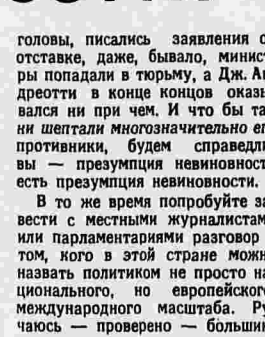 головы, писались заявления о
отставке, даже, бывало, минист
ры попадали в тюрьму, а Дж. Ан
дреотти в конце концов оказы
вался ни при чем. И что бы та
ни шептали многозначительно ег
противники, будем справедли
вы — презумпция невиновност
есть презумпция невиновности.
В то же время попробуйте за
вести с местными журналистам
или парламентариями разговор
том, кого в этой стране можн
назвать политиком не просто на
ционального, но европейског
международного масштаба. Ру
чаюсь — проверено — большин